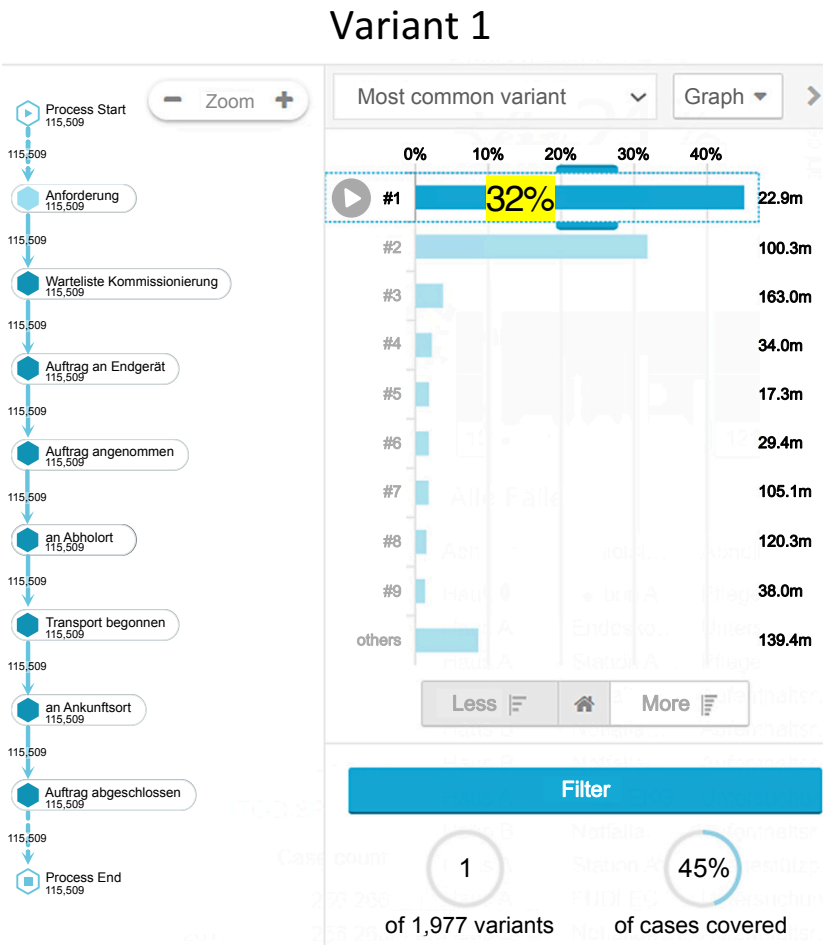 Variant 1
Process Start
115,509
115,509
Anforderung
115,509
115,509
Warteliste Kommissionierung
115,509
115,509
Auftrag an Endgerät
115,509
115,509
Auftrag angenommen
115,509
115,509
an Abholort
115,509
115,509
Transport begonnen
115,509
115,509
an Ankunftsort
115,509
115,509
Auftrag abgeschlossen
115,509
115,509
Process End
115,509
Zoom
Most common variant
Graph
0% 10% 20% 30% 40%
#1 32% 22.9m
#2 100.3m
#3 163.0m
#4 34.0m
#5 17.3m
#6 29.4m
#7 105.1m
#8 120.3m
#9 38.0m
others 139.4m
Less More
Filter
1 45%
of 1,977 variants of cases covered